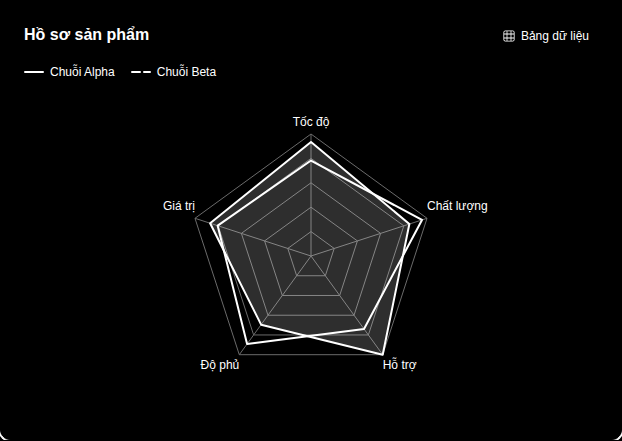 Hồ sơ sản phẩm
Bảng dữ liệu
Chuỗi Alpha
Chuỗi Beta
Tốc độ
Giá trị
Chất lượng
Độ phủ
Hỗ trợ